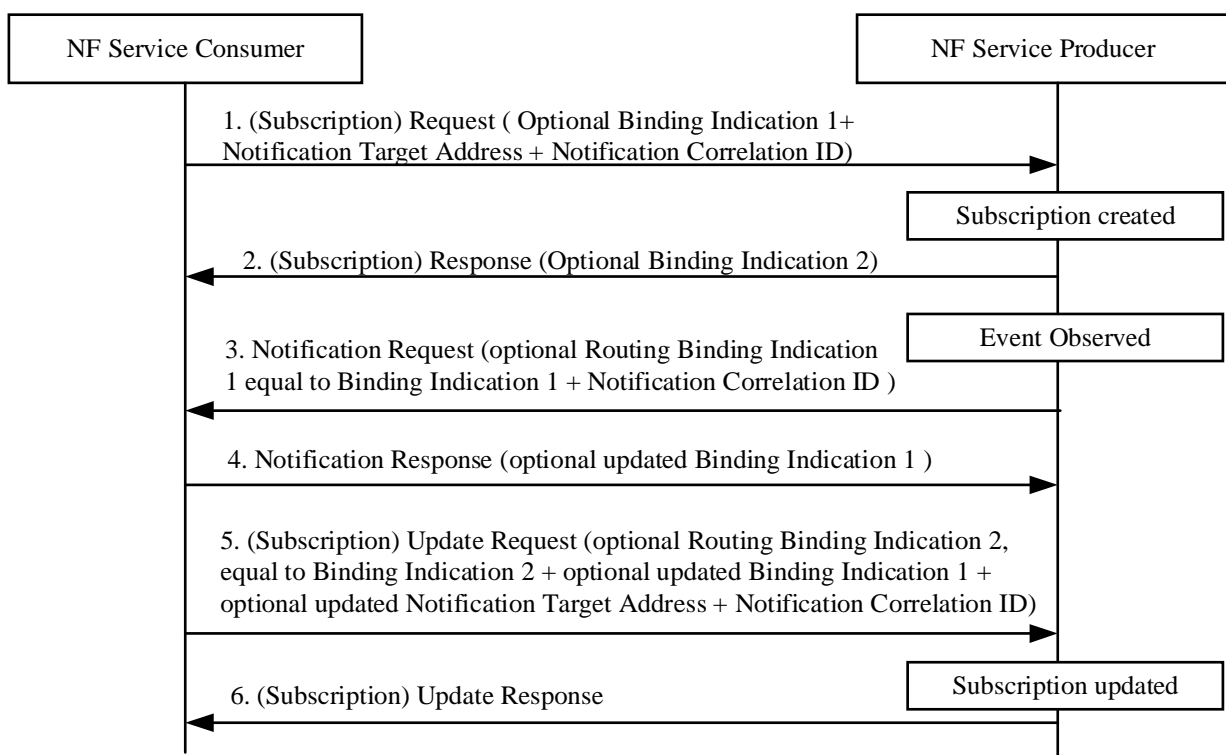 NF Service Consumer
NF Service Producer
1. (Subscription) Request ( Optional Binding Indication 1+
Notification Target Address + Notification Correlation ID)
Subscription created
2. (Subscription) Response (Optional Binding Indication 2)
Event Observed
3. Notification Request (optional Routing Binding Indication
1 equal to Binding Indication 1 + Notification Correlation ID )
4. Notification Response (optional updated Binding Indication 1 )
5. (Subscription) Update Request (optional Routing Binding Indication 2,
equal to Binding Indication 2 + optional updated Binding Indication 1 +
optional updated Notification Target Address + Notification Correlation ID)
Subscription updated
6. (Subscription) Update Response